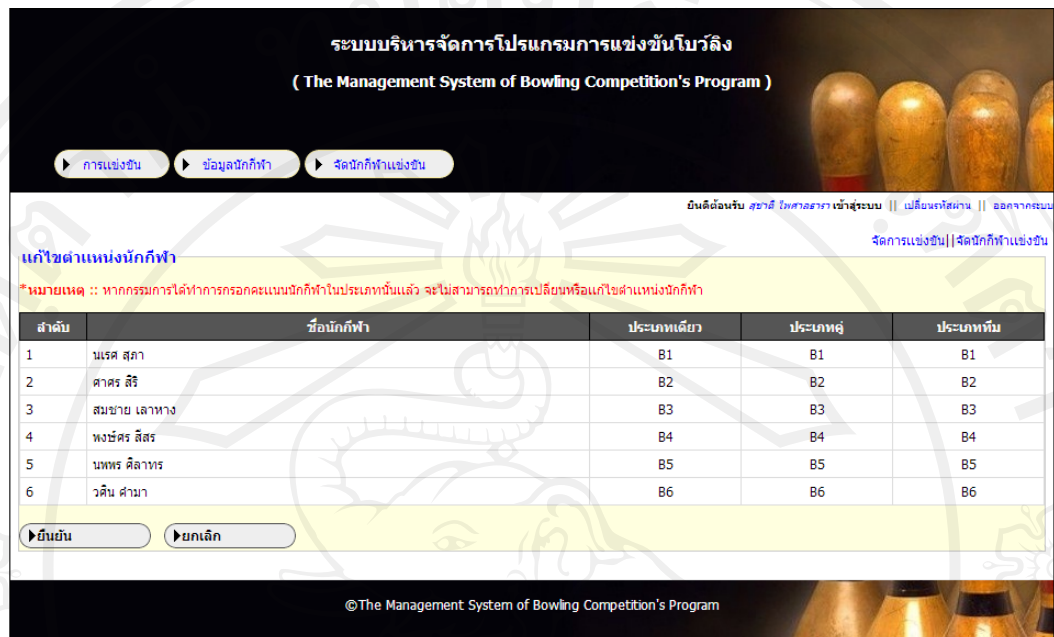 ระบบบริหารจัดการโปรแกรมการแข่งขันโบว์ลิง
( The Management System of Bowling Competition's Program )
การแข่งขัน ข้อมูลนักกีฬา จัดนักกีฬาแข่งขัน
ยินดีต้อนรับ สุชาติ ไพศาลธารา เข้าสู่ระบบ || เปลี่ยนรหัสผ่าน || ออกจากระบบ
จัดการแข่งขัน||จัดนักกีฬาแข่งขัน
แก้ไขตำแหน่งนักกีฬา
*หมายเหตุ :: หากกรรมการได้ทำการกรอกคะแนนนักกีฬาในประเภทนั้นแล้ว จะไม่สามารถทำการเปลี่ยนหรือแก้ไขตำแหน่งนักกีฬา
ลำดับ ชื่อนักกีฬา ประเภทเดี่ยว ประเภทคู่ ประเภททีม
1 นเรศ สุภา B1 B1 B1
2 ศาศร สิริ B2 B2 B2
3 สมชาย เลาหาง B3 B3 B3
4 พงษ์ศร สีสร B4 B4 B4
5 นพพร ศิลาทร B5 B5 B5
6 วศิน คำมา B6 B6 B6
ยืนยัน ยกเลิก
©The Management System of Bowling Competition's Program